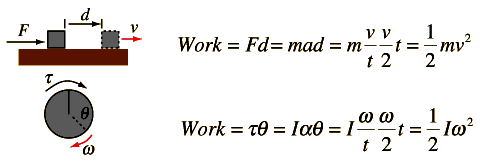 d
F
v
Work = Fd = mad = m v/t v/2 t = 1/2 mv²
τ
θ
ω
Work = τθ = Iαθ = I ω/t ω/2 t = 1/2 Iω²